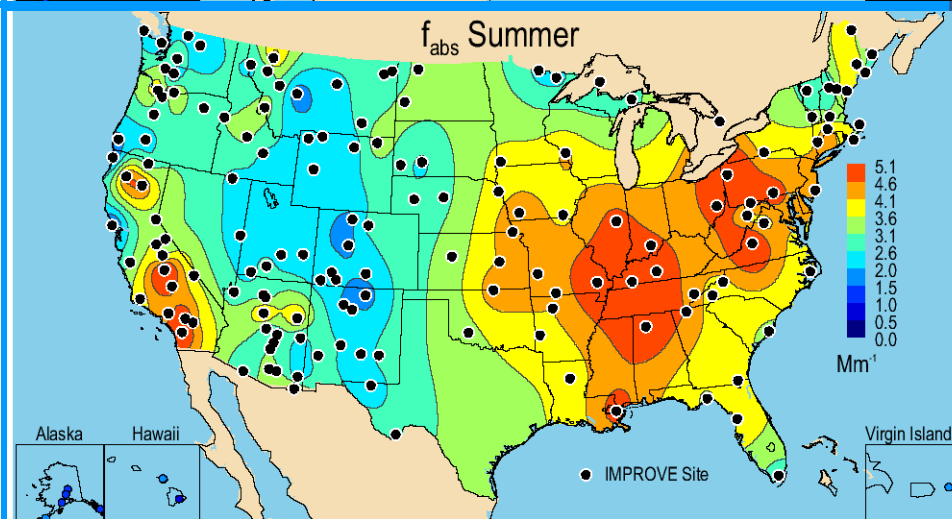 f_abs Summer
5.1
4.6
4.1
3.6
3.1
2.6
2.0
1.5
1.0
0.5
0.0
Mm⁻¹
Alaska
Hawaii
Virgin Island
IMPROVE Site